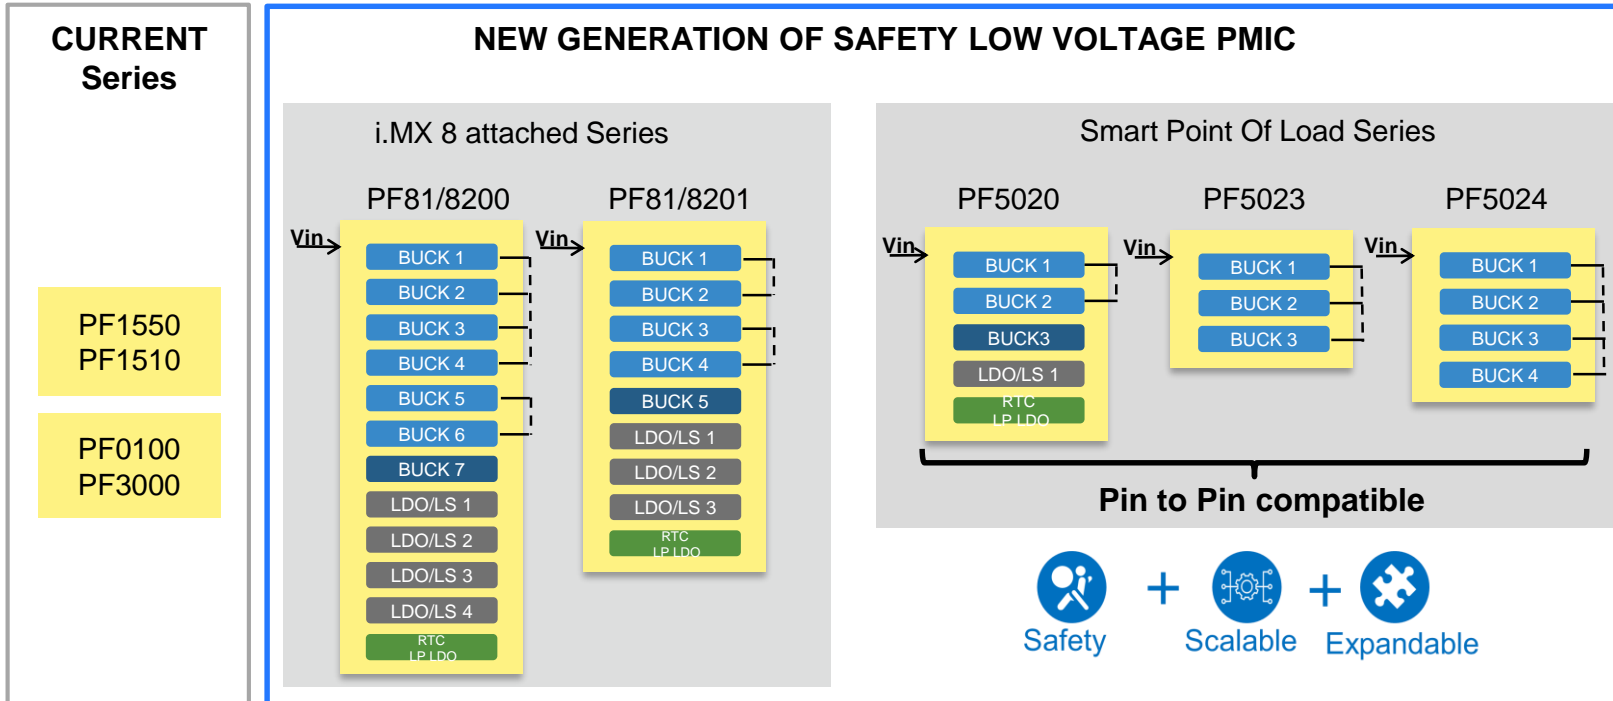 CURRENT
Series
PF1550
PF1510
PF0100
PF3000
NEW GENERATION OF SAFETY LOW VOLTAGE PMIC
i.MX 8 attached Series
PF81/8200
Vin
BUCK 1
BUCK 2
BUCK 3
BUCK 4
BUCK 5
BUCK 6
BUCK 7
LDO/LS 1
LDO/LS 2
LDO/LS 3
LDO/LS 4
RTC
LP LDO
PF81/8201
Vin
BUCK 1
BUCK 2
BUCK 3
BUCK 4
BUCK 5
LDO/LS 1
LDO/LS 2
LDO/LS 3
RTC
LP LDO
Smart Point Of Load Series
PF5020
Vin
BUCK 1
BUCK 2
BUCK3
LDO/LS 1
RTC
LP LDO
PF5023
Vin
BUCK 1
BUCK 2
BUCK 3
PF5024
Vin
BUCK 1
BUCK 2
BUCK 3
BUCK 4
Pin to Pin compatible
Safety
+
Scalable
+
Expandable